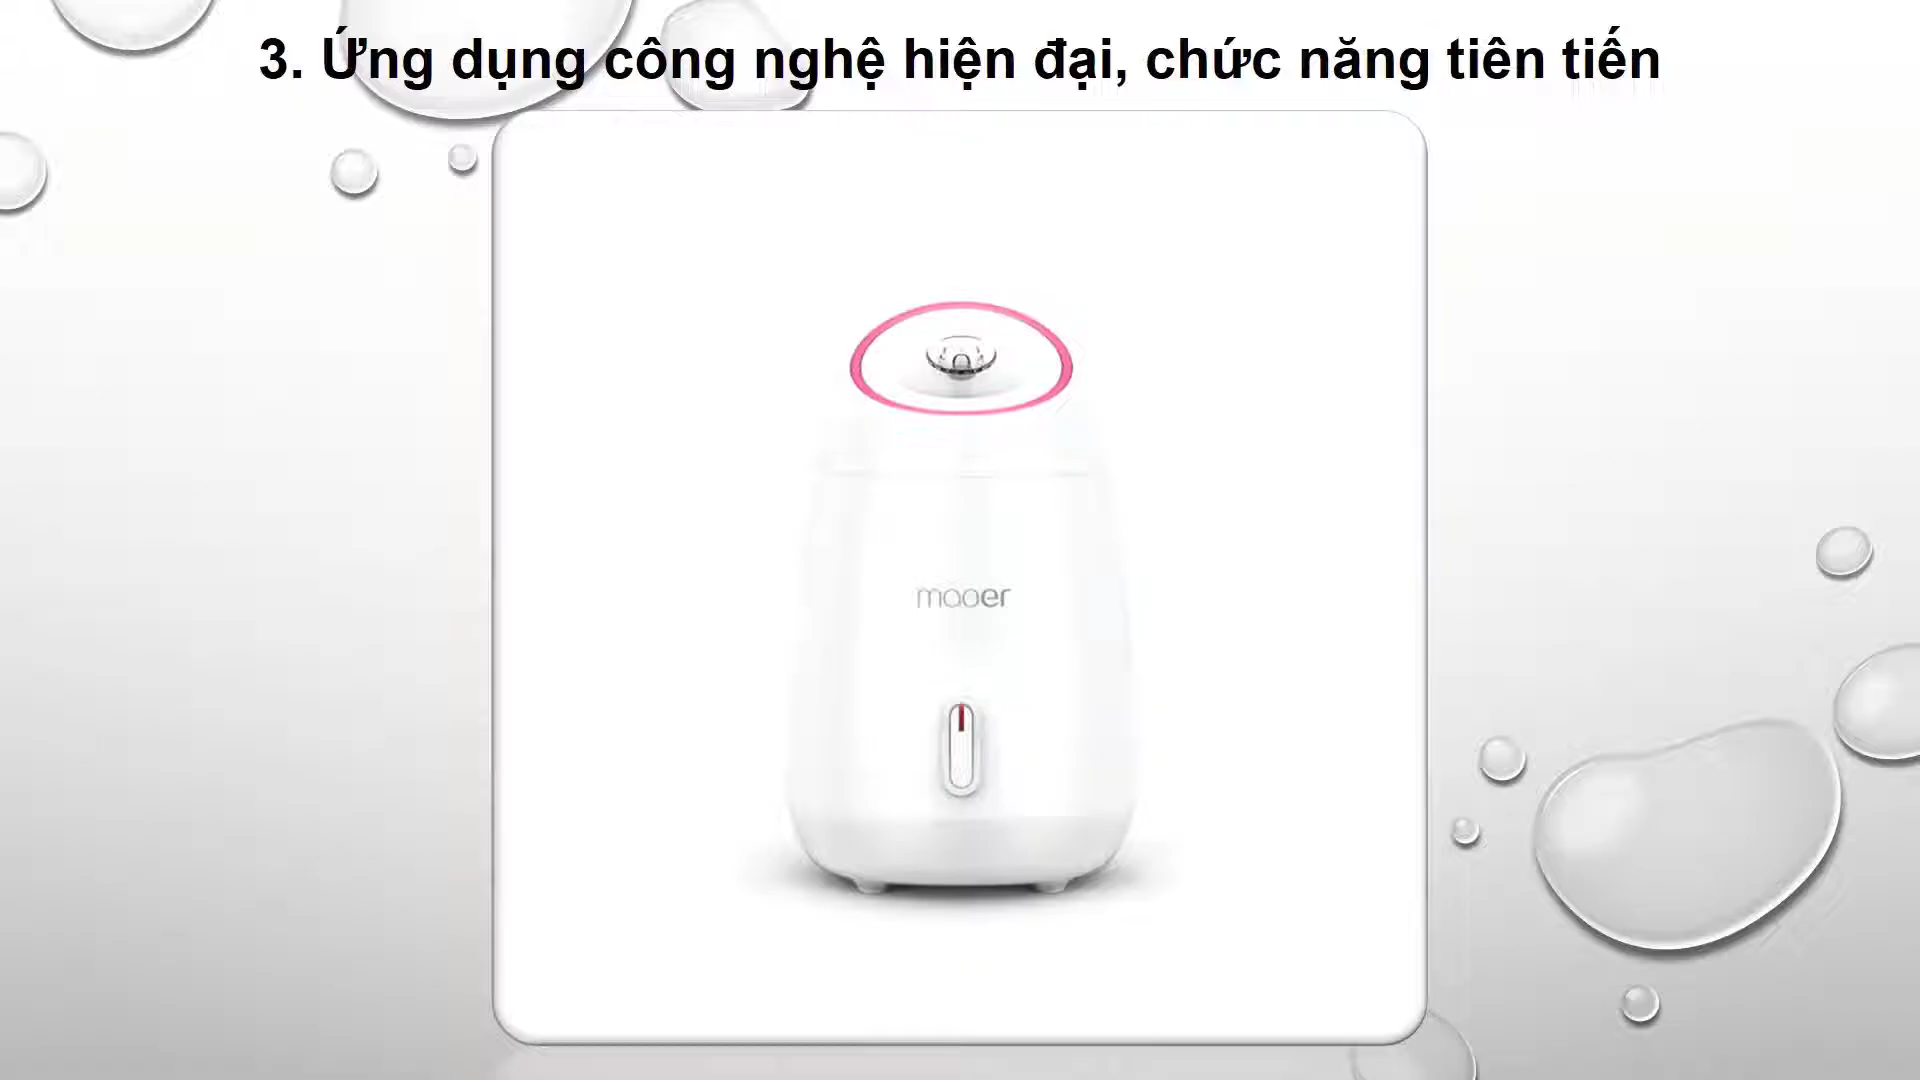 3. Ứng dụng công nghệ hiện đại, chức năng tiên tiến
maoer